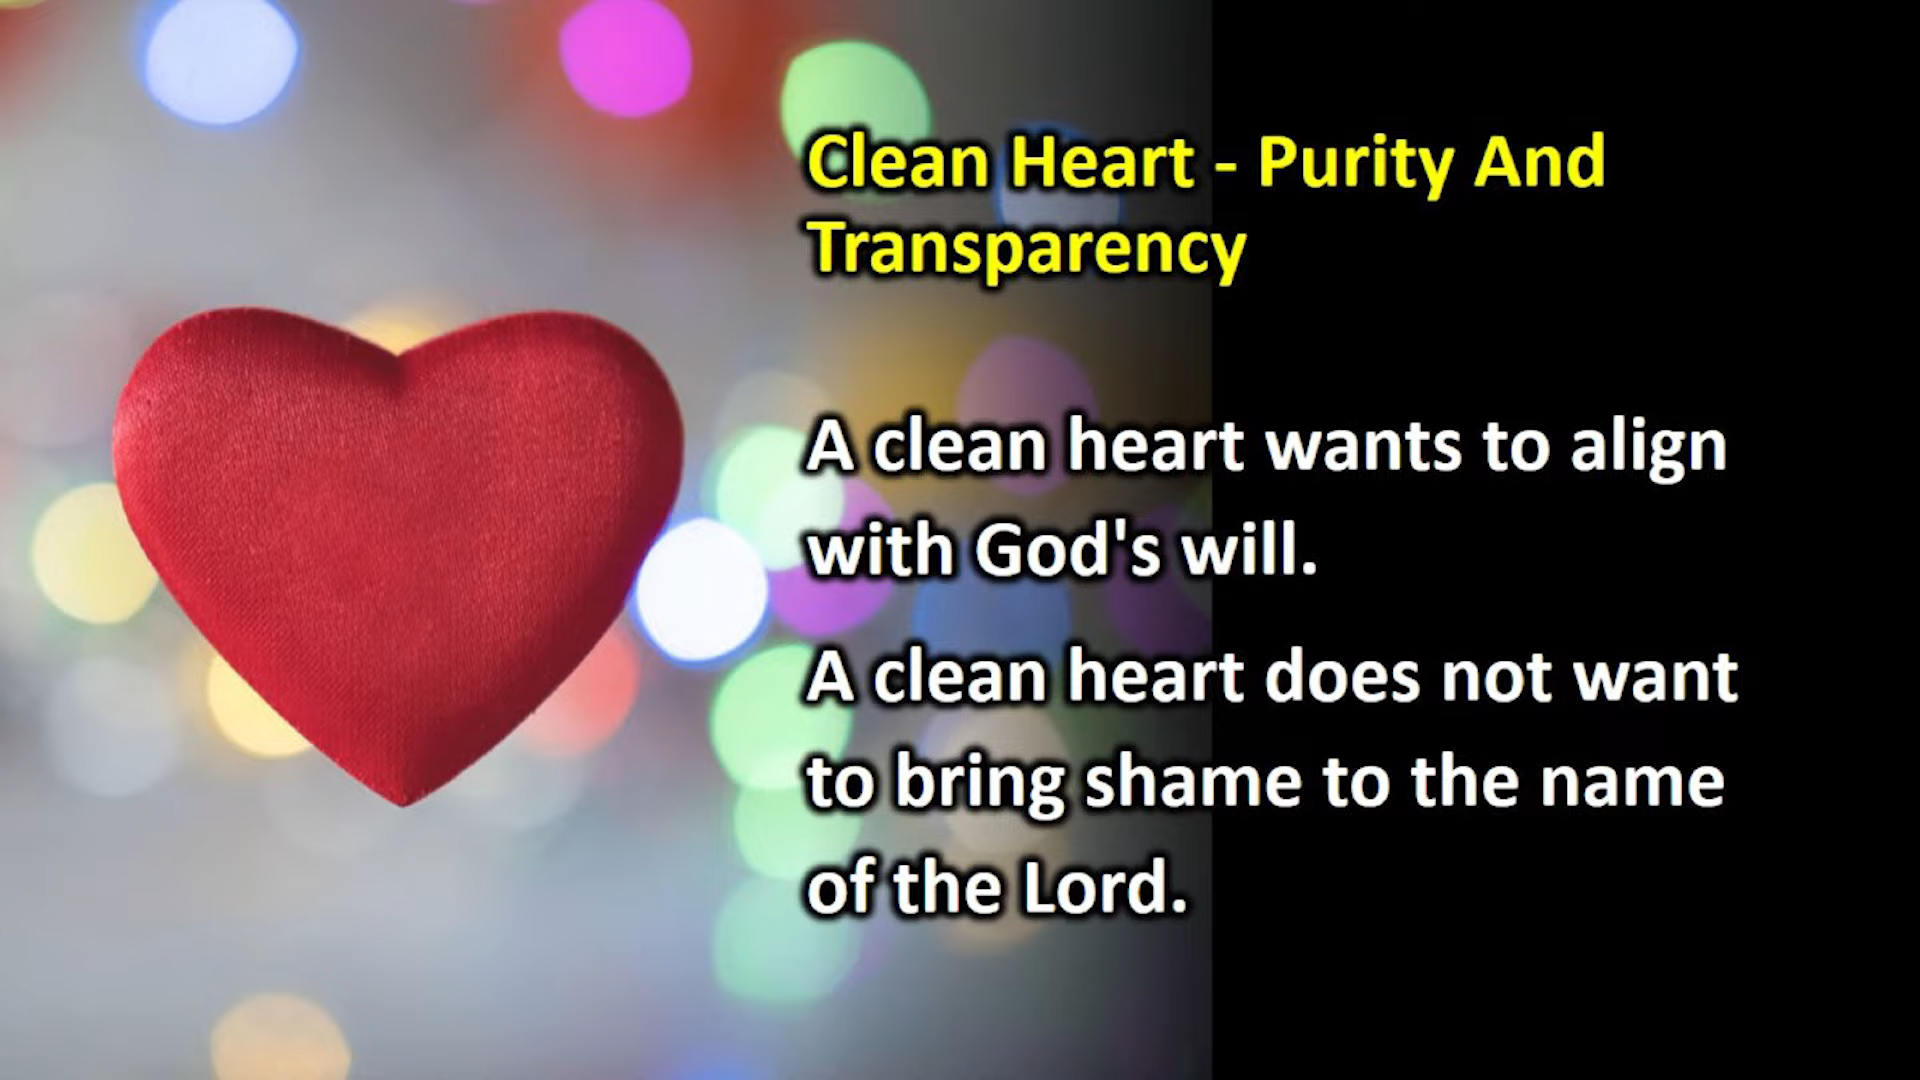 Clean Heart - Purity And
Transparency
A clean heart wants to align
with God's will.
A clean heart does not want
to bring shame to the name
of the Lord.